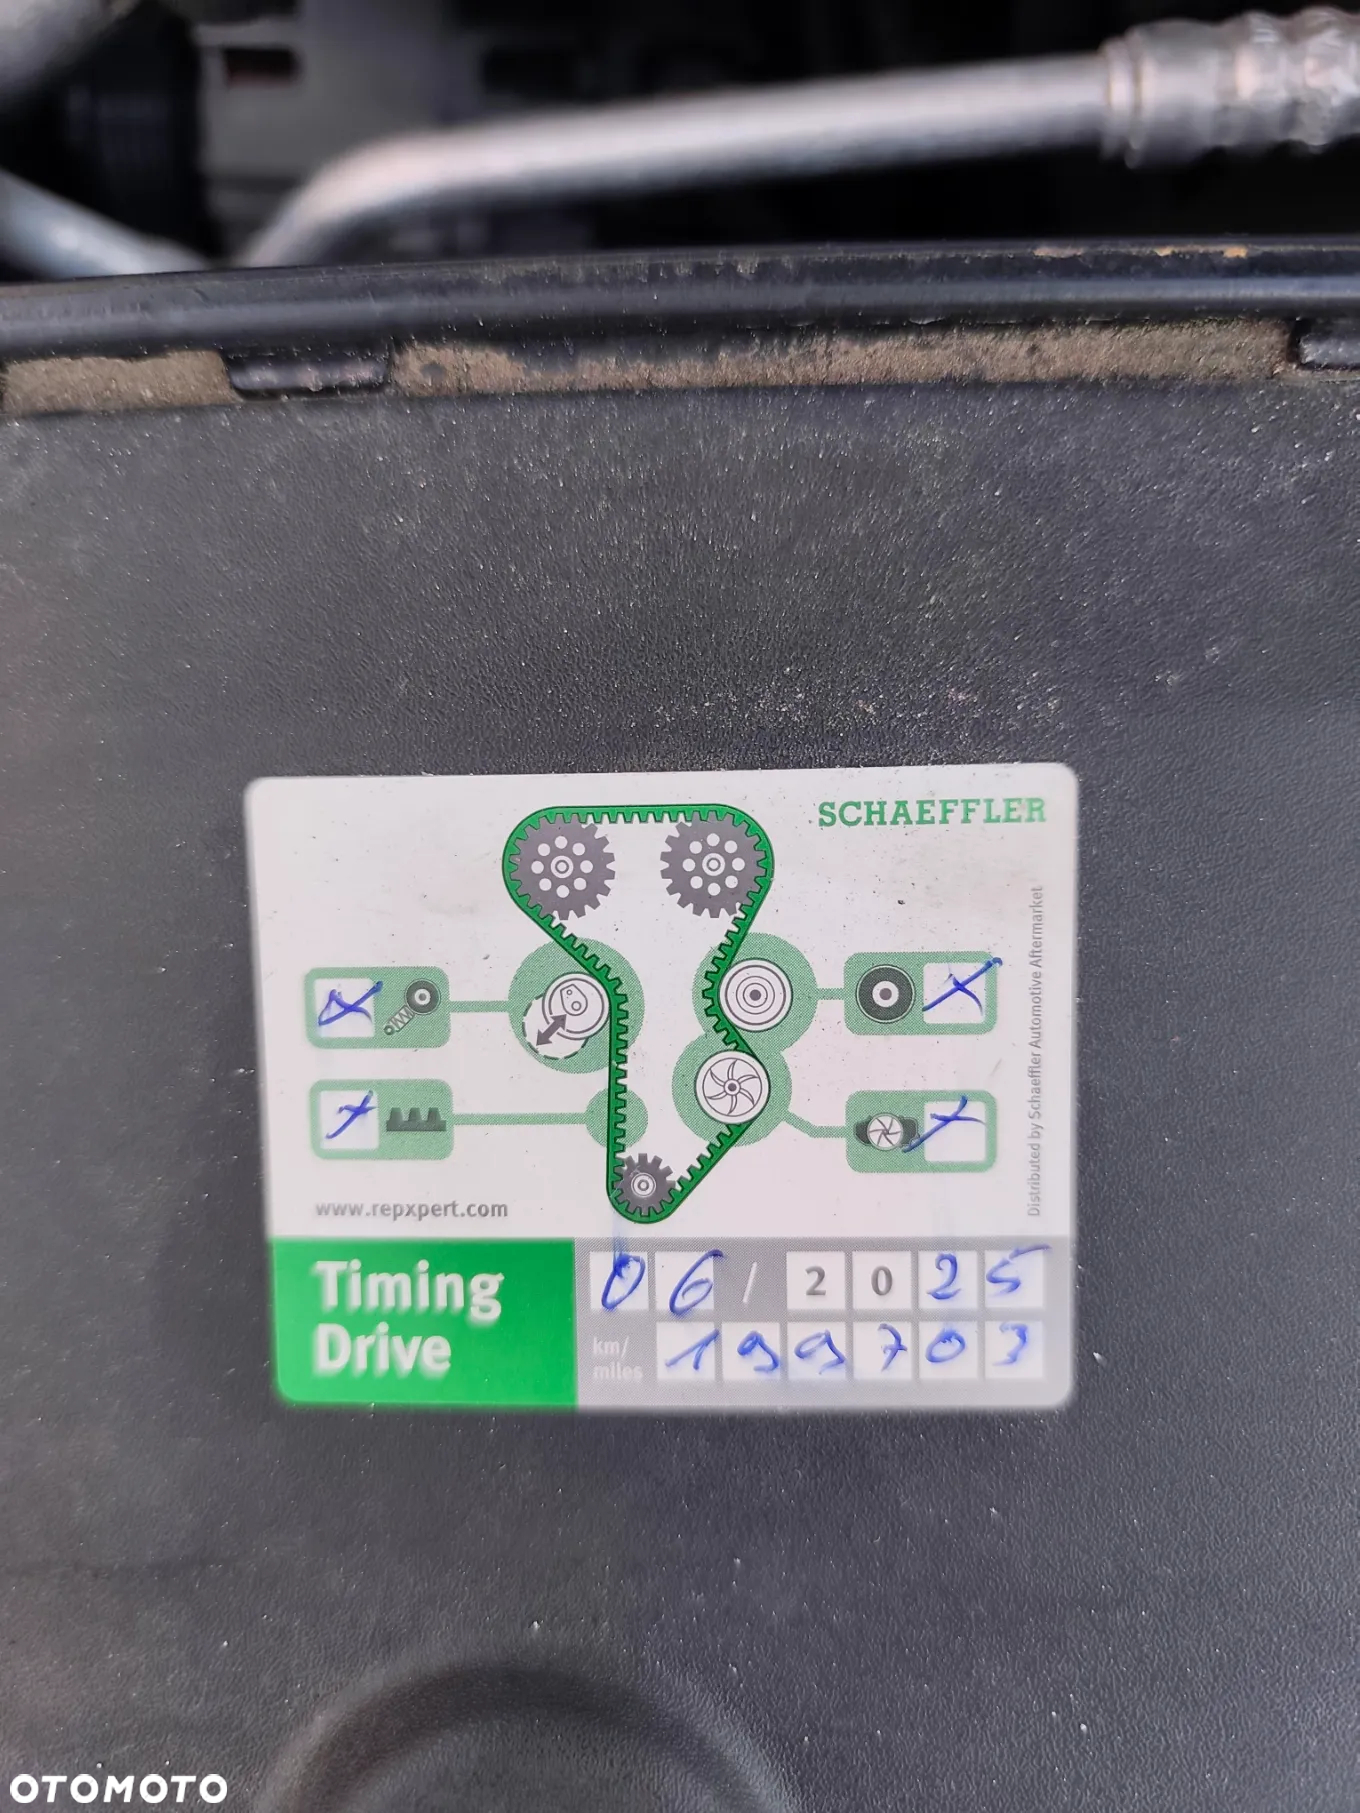 SCHAEFFLER
Distributed by Schaeffler Automotive Aftermarket
X
X
X
X
www.repxpert.com
Timing
Drive
06/2025
km/
miles
199703
OTOMOTO